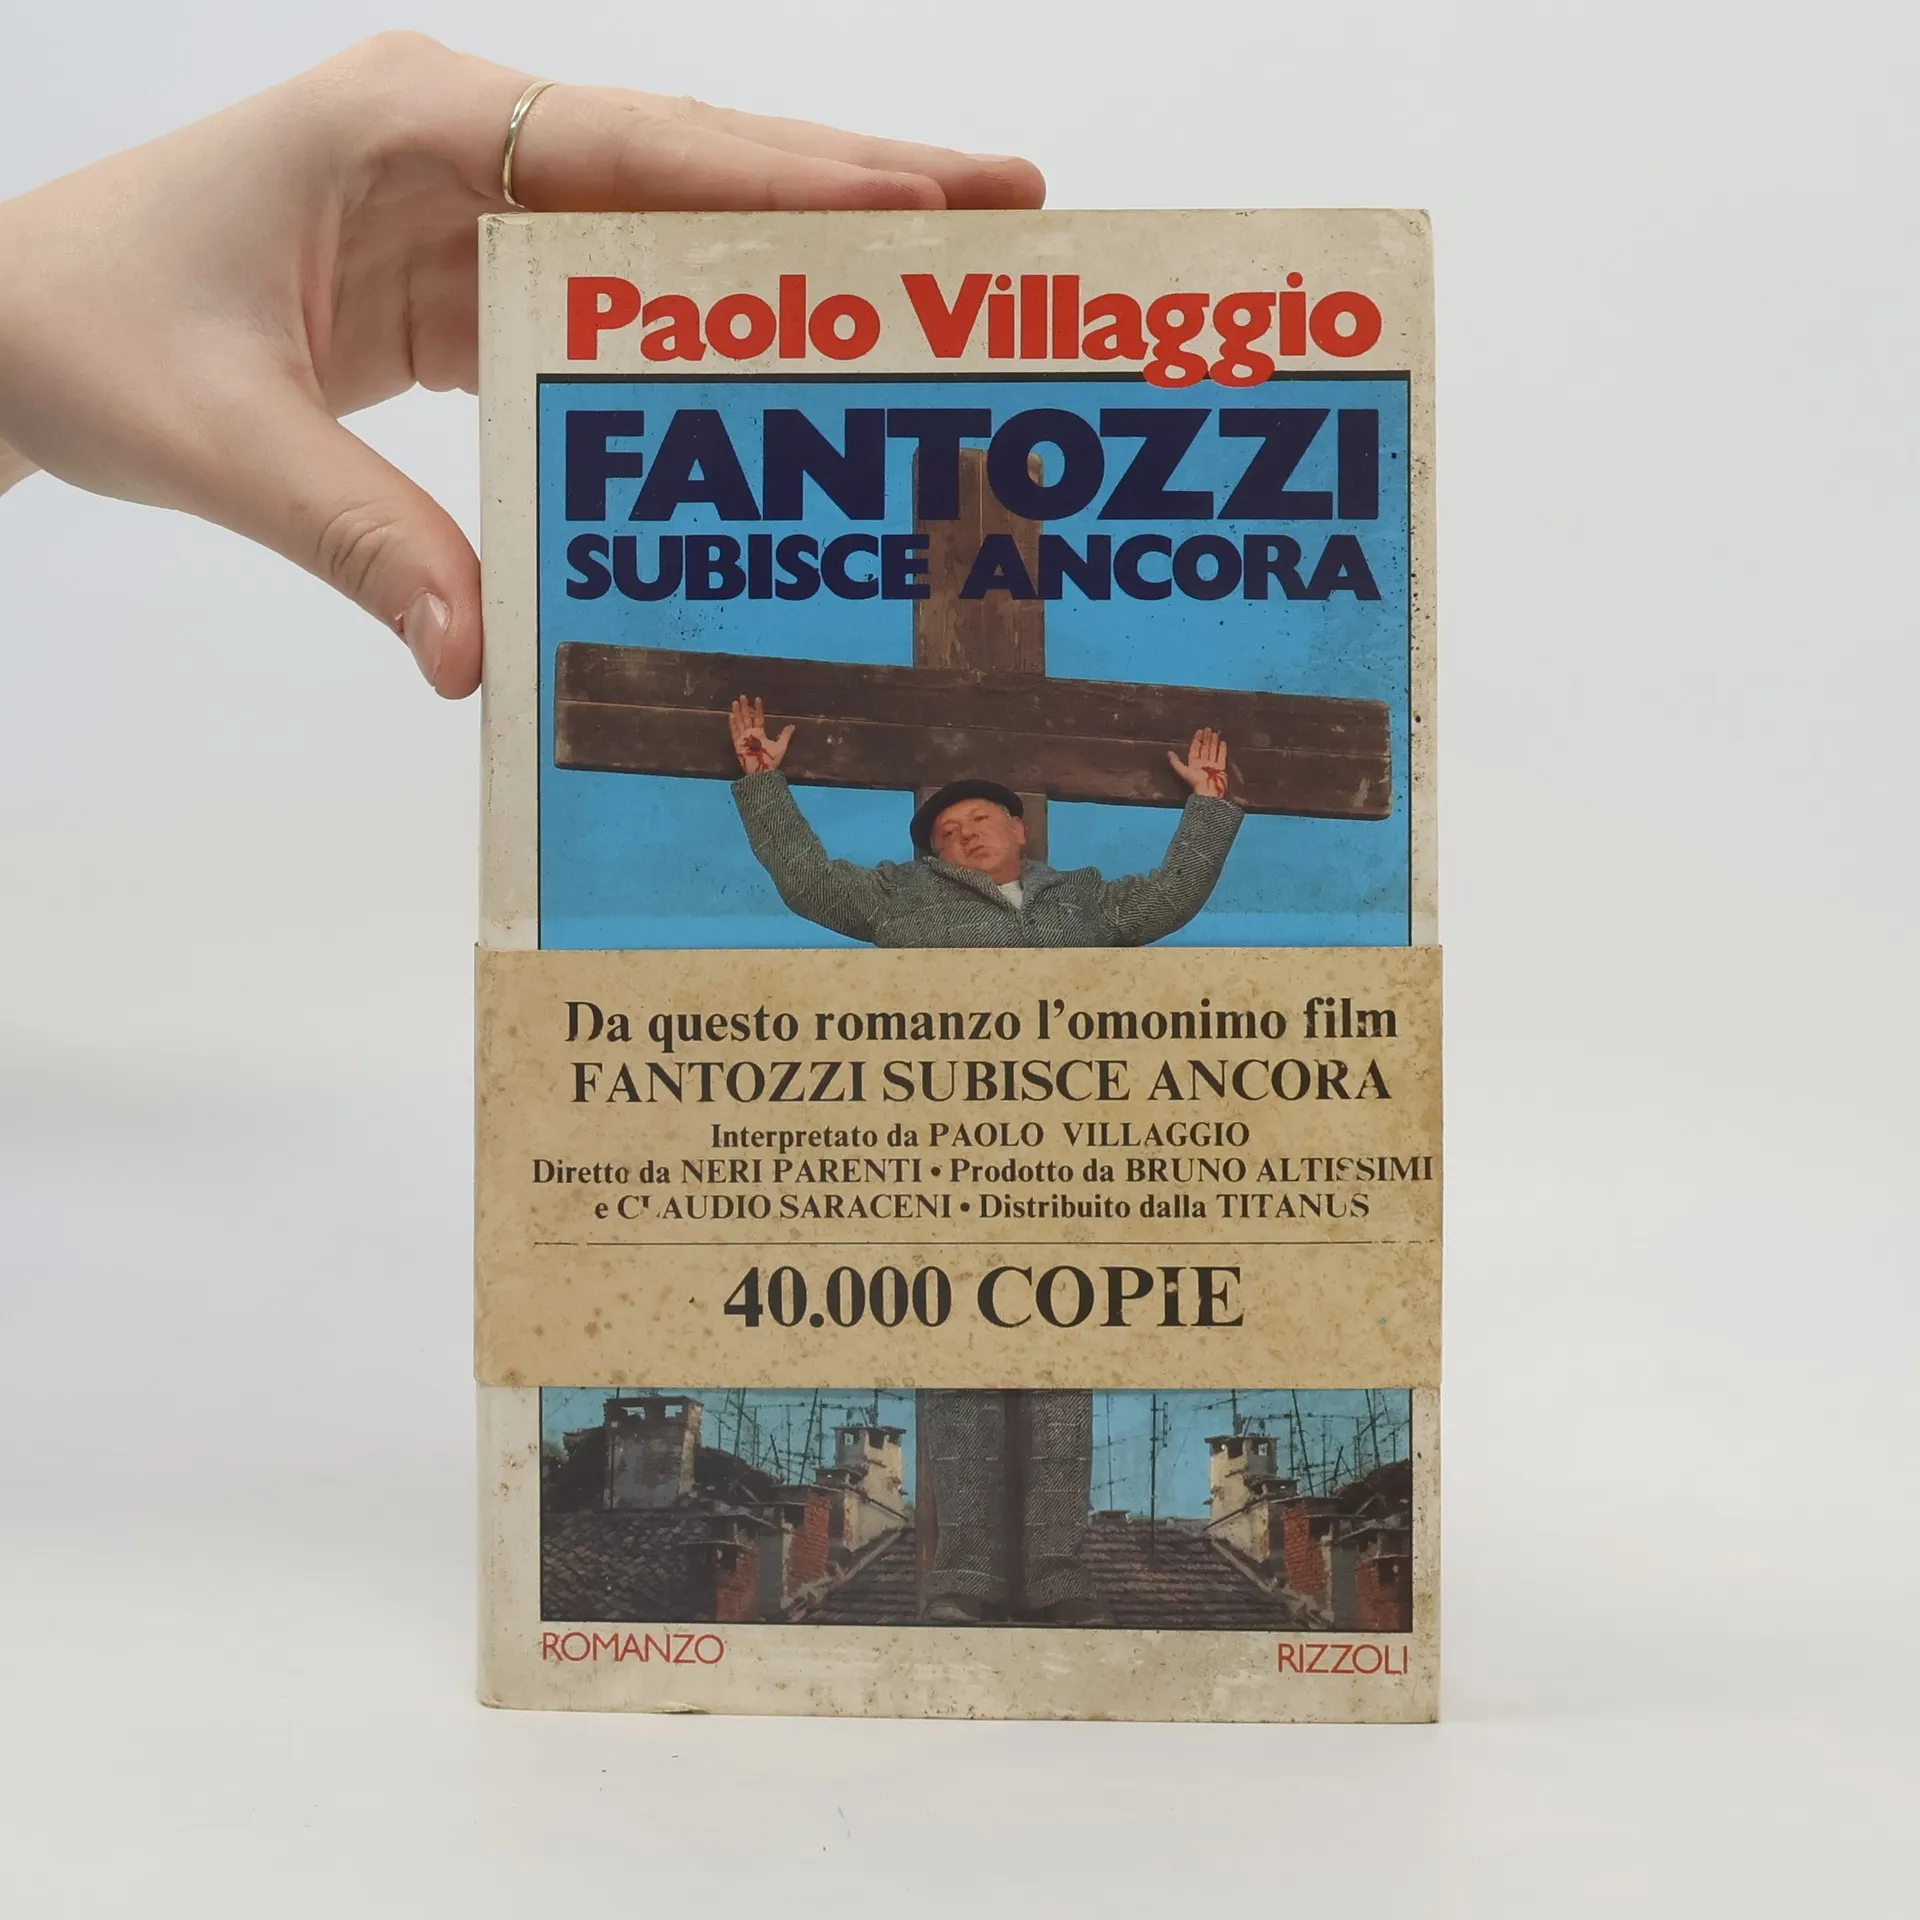 Paolo Villaggio
FANTOZZI
SUBISCE ANCORA
Da questo romanzo l'omonimo film
FANTOZZI SUBISCE ANCORA
Interpretato da PAOLO VILLAGGIO
Diretto da NERI PARENTI • Prodotto da BRUNO ALTISSIMI
e CLAUDIO SARACENI • Distribuito dalla TITANUS
40.000 COPIE
ROMANZO
RIZZOLI